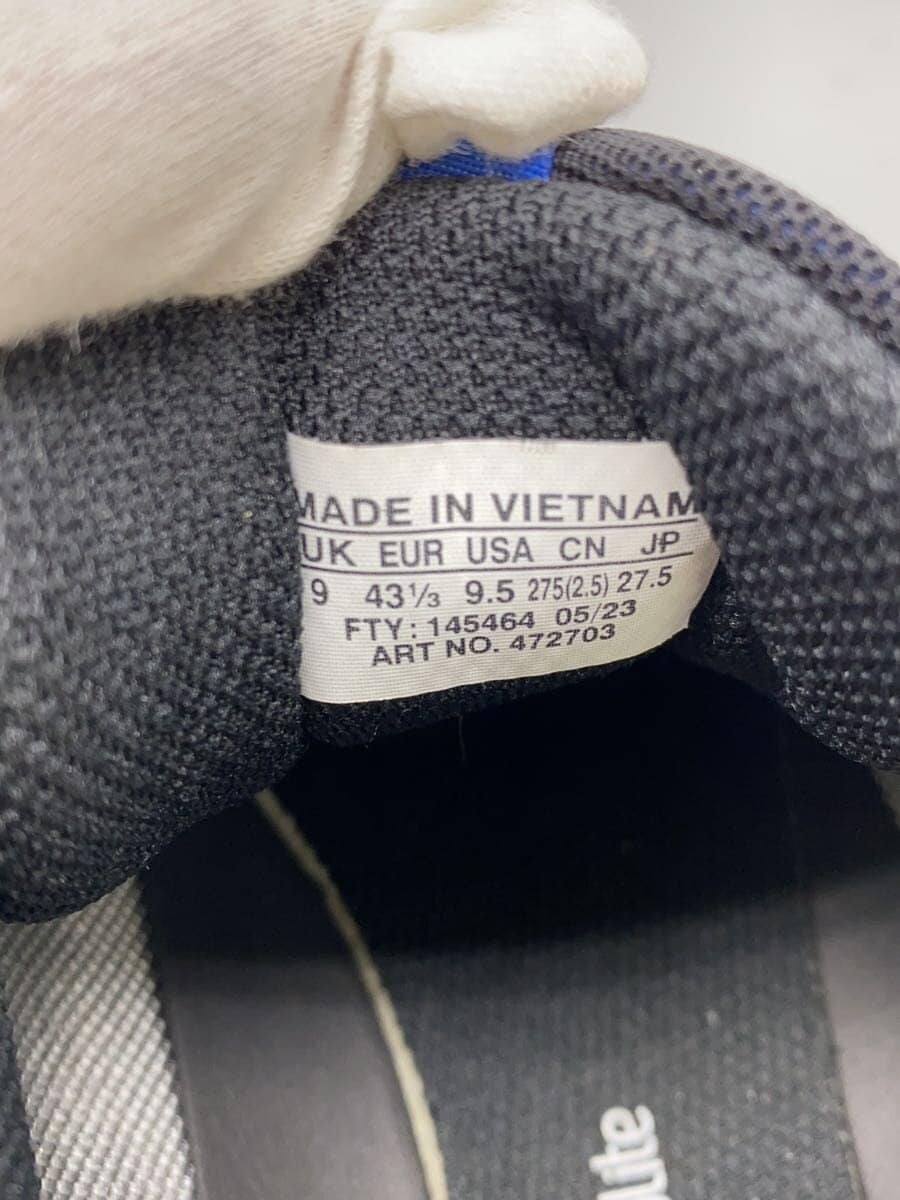 MADE IN VIETNAM
UK EUR USA CN JP
9 43⅓ 9.5 275(2.5) 27.5
FTY: 145464 05/23
ART NO. 472703